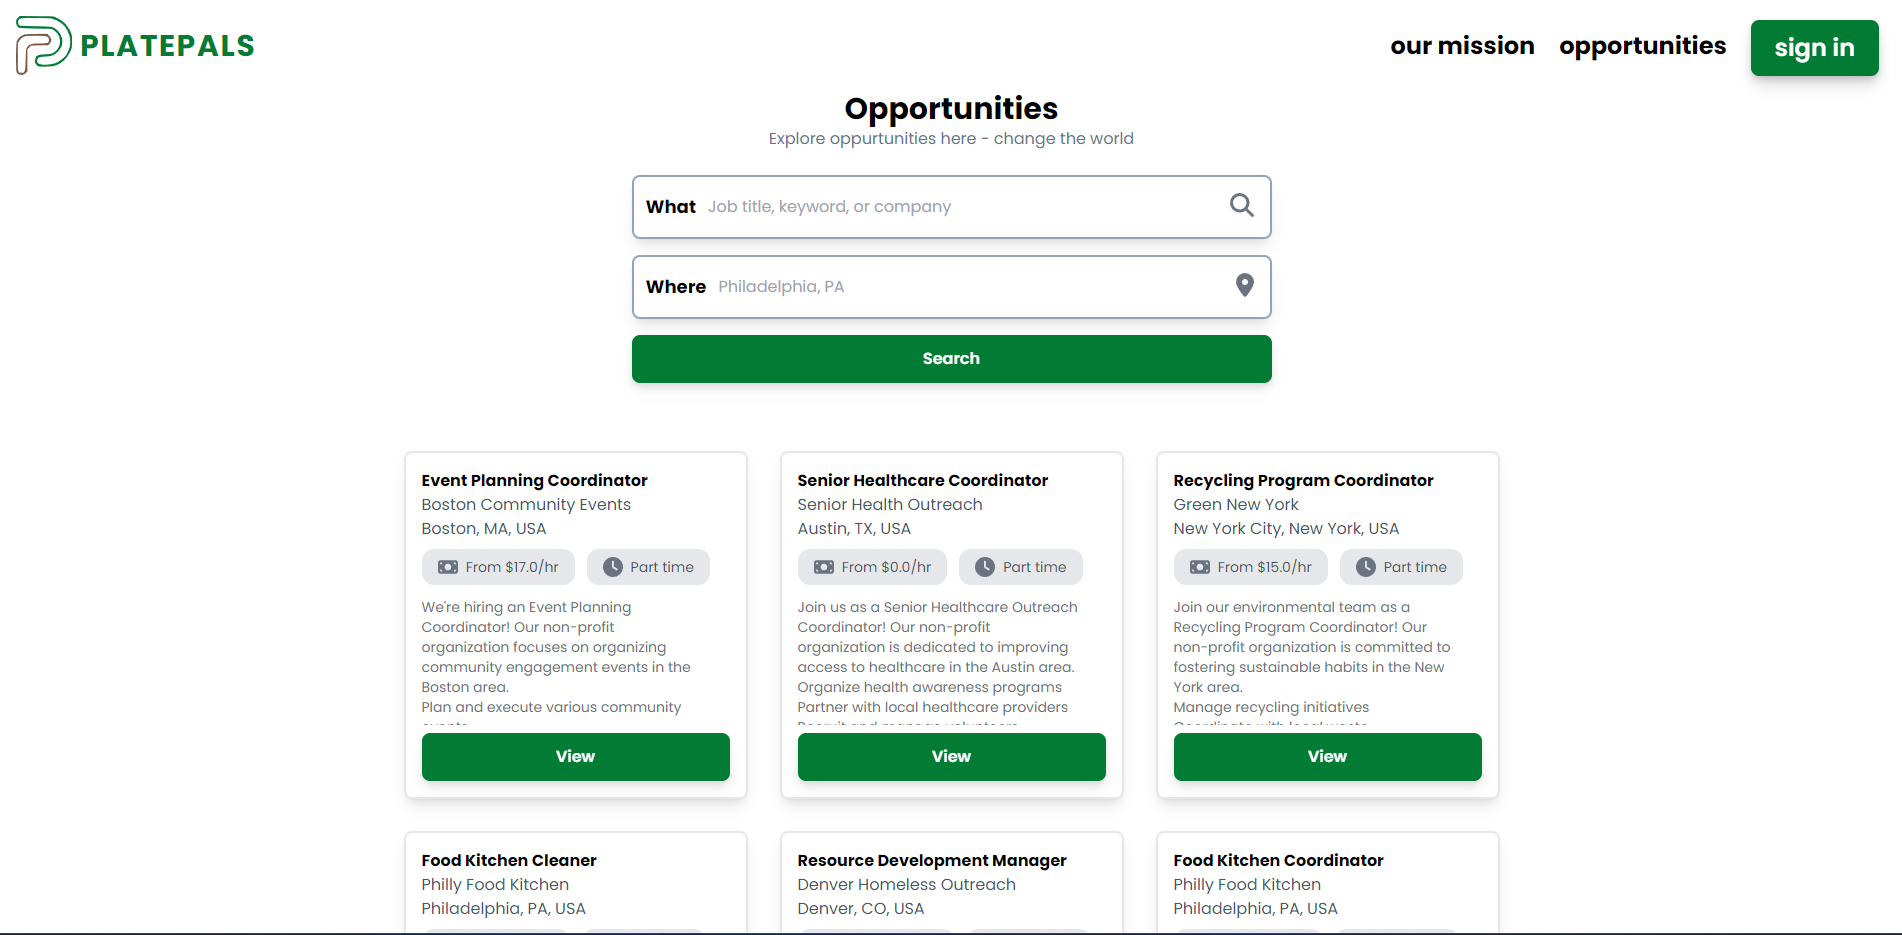 PLATEPALS
our mission
opportunities
sign in
Opportunities
Explore oppurtunities here - change the world
What
Job title, keyword, or company
Where
Philadelphia, PA
Search
Event Planning Coordinator
Boston Community Events
Boston, MA, USA
From $17.0/hr
Part time
We're hiring an Event Planning
Coordinator! Our non-profit
organization focuses on organizing
community engagement events in the
Boston area.
Plan and execute various community
events
View
Senior Healthcare Coordinator
Senior Health Outreach
Austin, TX, USA
From $0.0/hr
Part time
Join us as a Senior Healthcare Outreach
Coordinator! Our non-profit
organization is dedicated to improving
access to healthcare in the Austin area.
Organize health awareness programs
Partner with local healthcare providers
Recruit and manage volunteers
View
Recycling Program Coordinator
Green New York
New York City, New York, USA
From $15.0/hr
Part time
Join our environmental team as a
Recycling Program Coordinator! Our
non-profit organization is committed to
fostering sustainable habits in the New
York area.
Manage recycling initiatives
Coordinate with local waste
View
Food Kitchen Cleaner
Philly Food Kitchen
Philadelphia, PA, USA
Resource Development Manager
Denver Homeless Outreach
Denver, CO, USA
Food Kitchen Coordinator
Philly Food Kitchen
Philadelphia, PA, USA